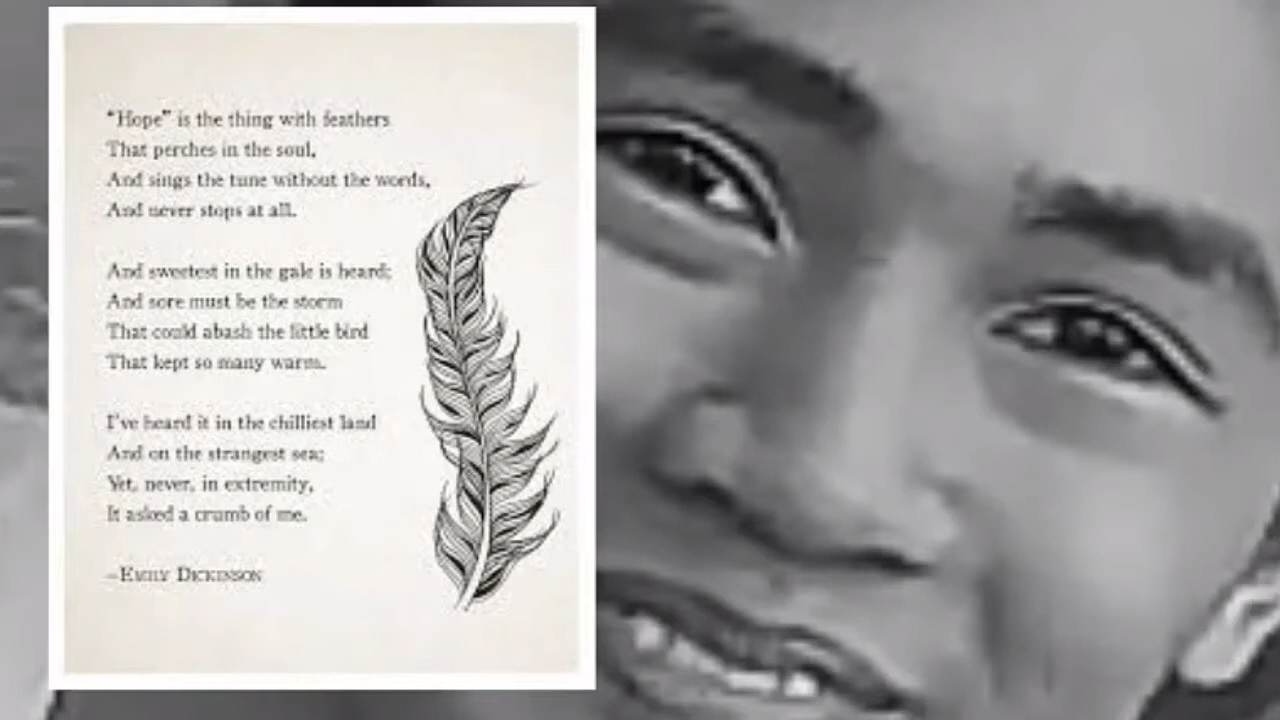 “Hope” is the thing with feathers
That perches in the soul,
And sings the tune without the words,
And never stops at all.
And sweetest in the gale is heard;
And sore must be the storm
That could abash the little bird
That kept so many warm.
I've heard it in the chilliest land
And on the strangest sea;
Yet, never, in extremity,
It asked a crumb of me.
–Emily Dickinson